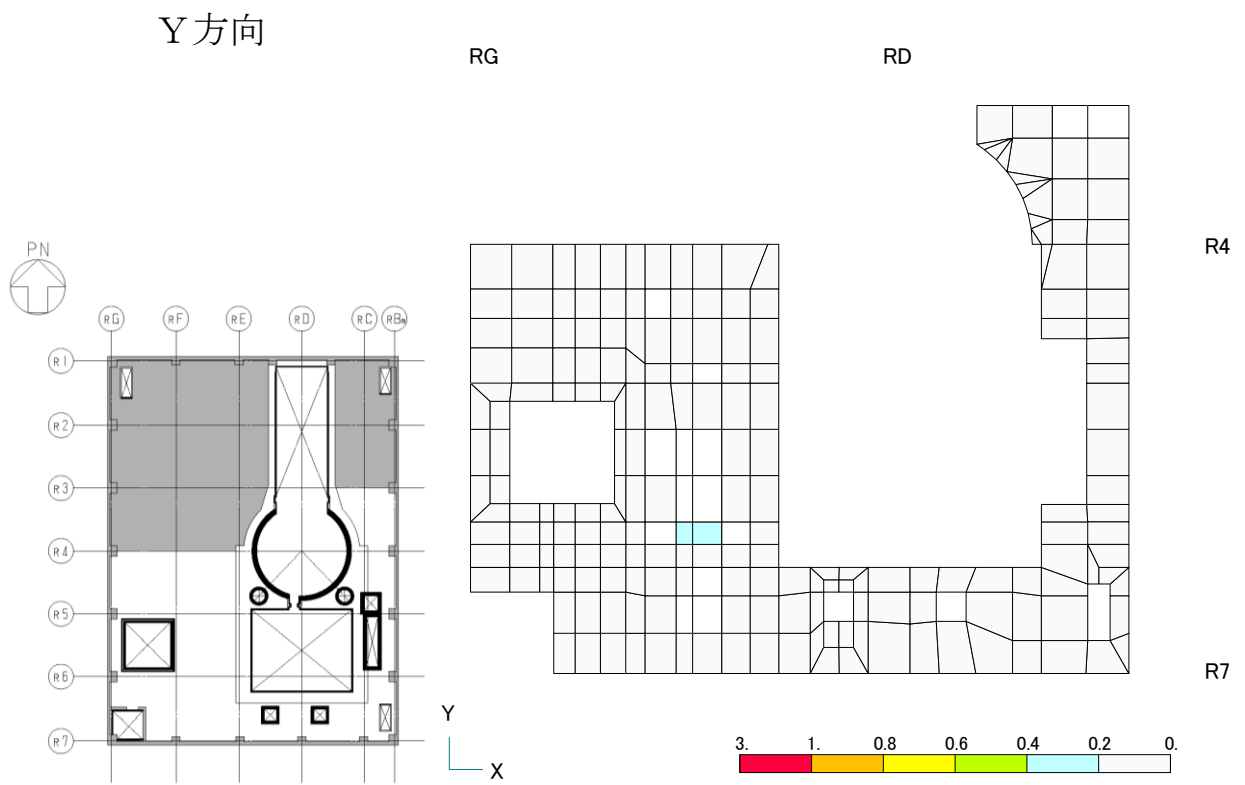 Y方向
RG
RD
PN
R4
RG
RF
RE
RD
RC
RBm
R1
R2
R3
R4
R5
R6
R7
R7
Y
X
3. 1. 0.8 0.6 0.4 0.2 0.